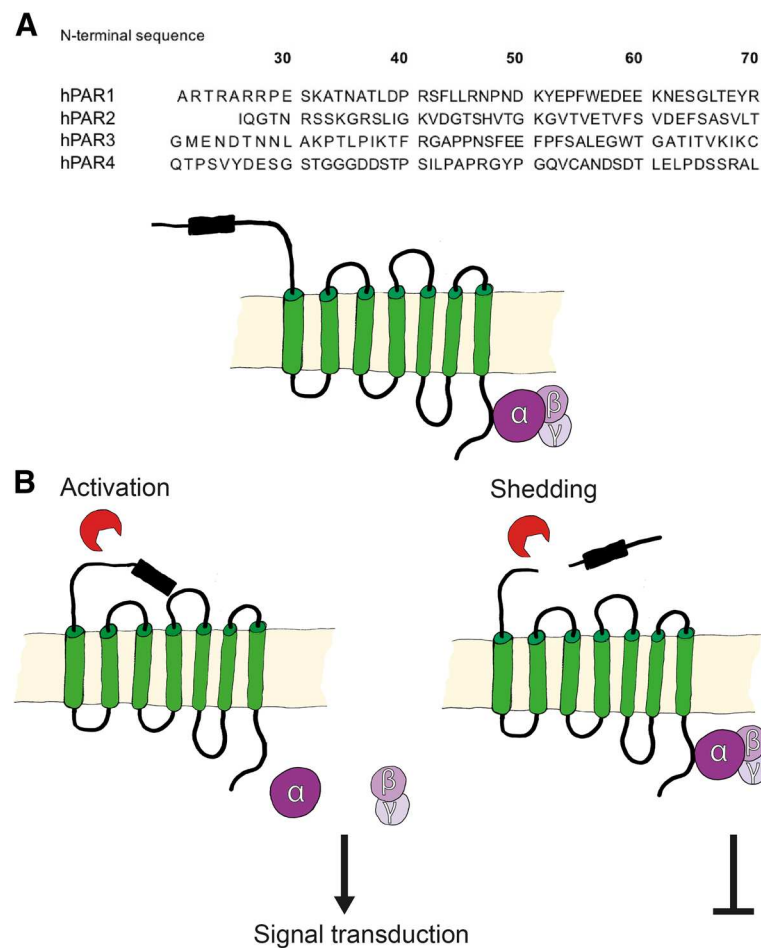 A
N-terminal sequence
30 40 50 60 70
hPAR1 ARTRARRPE SKATNATLDP RSFLLRNPND KYEPFWEDEE KNESGLTEYR
hPAR2 IQGTN RSSKGRSLIG KVDGTSHVTG KGVTVETVFS VDEFSASVLT
hPAR3 GMENDTNNL AKPTLPIKTF RGAPPNSFEE FPFSALEGWT GATITVKIKC
hPAR4 QTPSVYDESG STGGGDDSTP SILPAPRGYP GQVCANDSDT LELPDSSRAL
α β
γ
B
Activation Shedding
α β
γ
α β
γ
Signal transduction